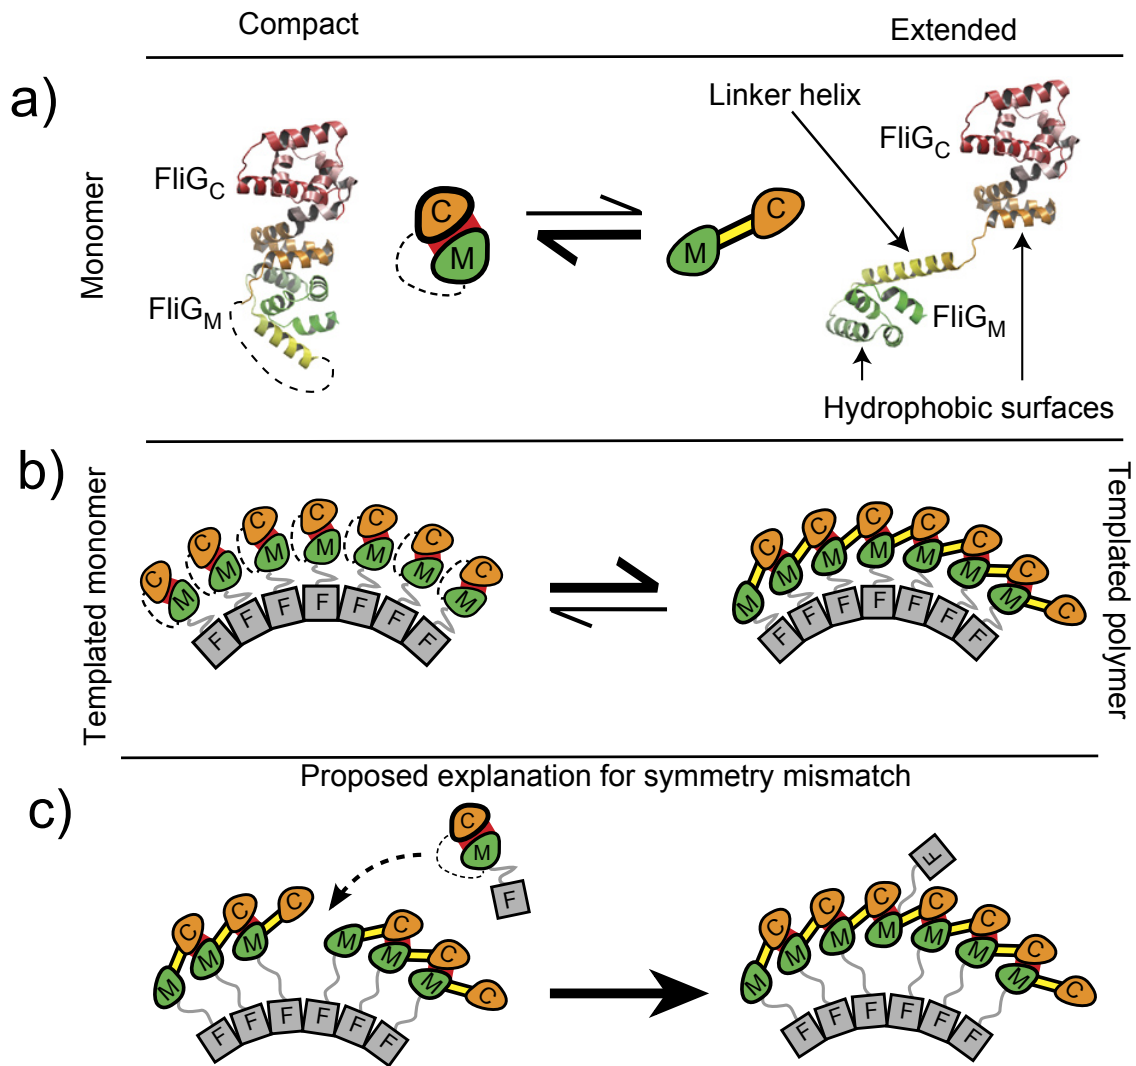 Compact
Extended
a)
Monomer
FliGC
FliGM
C
M
M
C
Linker helix
FliGC
FliGM
Hydrophobic surfaces
b)
Templated monomer
C
C
C
C
C
C
C
M
M
M
M
M
M
M
F
F
F
F
F
F
F
C
C
C
C
C
C
C
M
M
M
M
M
M
M
F
F
F
F
F
F
F
Templated polymer
Proposed explanation for symmetry mismatch
c)
C
M
F
C
C
C
M
M
M
M
C
M
C
M
C
F
F
F
F
F
F
F
C
C
C
C
C
C
C
M
M
M
M
M
M
M
F
F
F
F
F
F